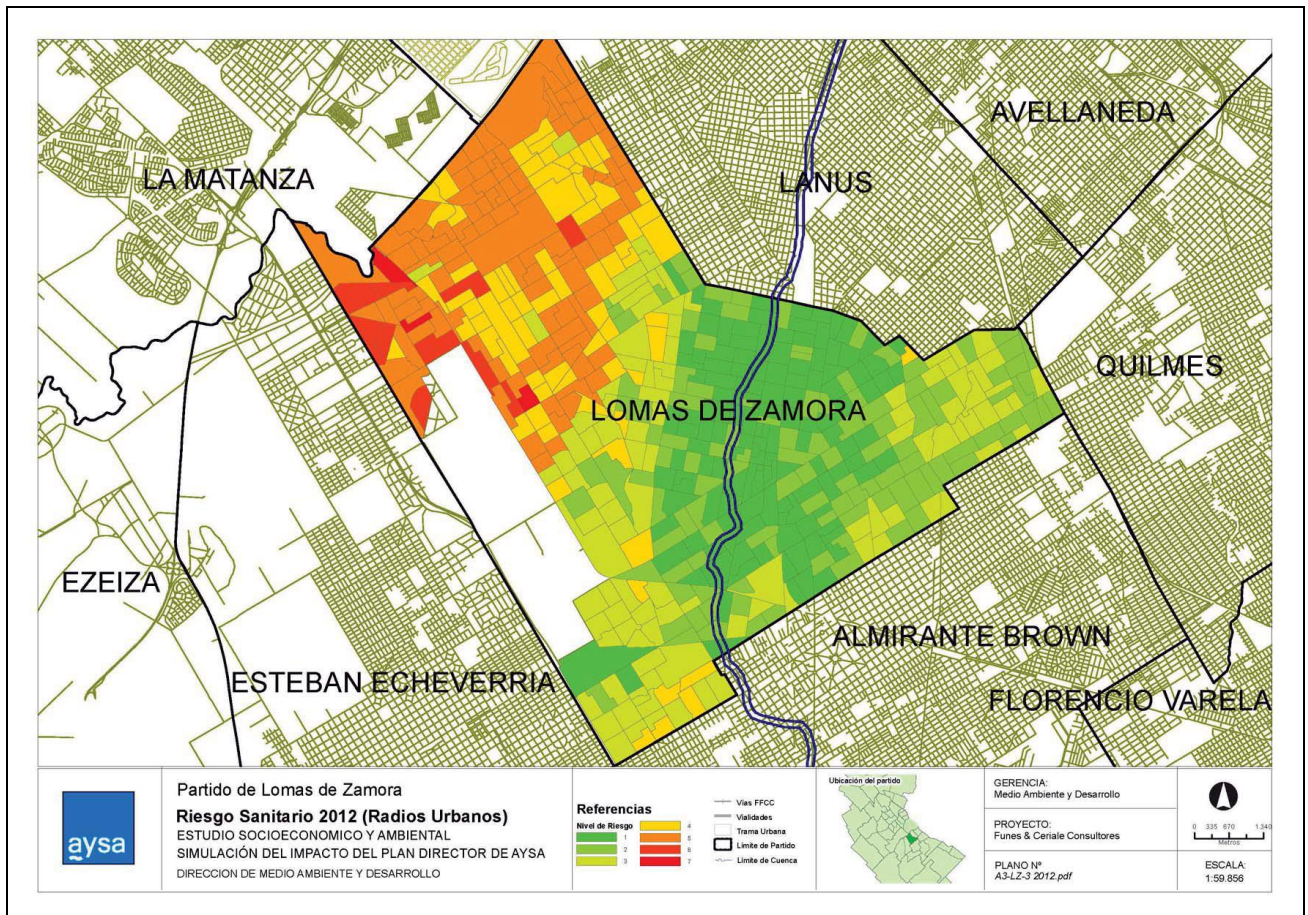 AVELLANEDA
LA MATANZA
LANUS
QUILMES
LOMAS DE ZAMORA
EZEIZA
ALMIRANTE BROWN
ESTEBAN ECHEVERRIA
FLORENCIO VARELA
aysa
Partido de Lomas de Zamora
Riesgo Sanitario 2012 (Radios Urbanos)
ESTUDIO SOCIOECONOMICO Y AMBIENTAL
SIMULACIÓN DEL IMPACTO DEL PLAN DIRECTOR DE AYSA
DIRECCION DE MEDIO AMBIENTE Y DESARROLLO
Referencias
Nivel de Riesgo
1
2
3
4
5
6
7
Vías FFCC
Vialidades
Trama Urbana
Límite de Partido
Límite de Cuenca
Ubicación del partido
GERENCIA:
Medio Ambiente y Desarrollo
PROYECTO:
Funes & Ceriale Consultores
PLANO Nº
A3-LZ-3 2012.pdf
0 335 670 1.340
Metros
ESCALA:
1:59.856